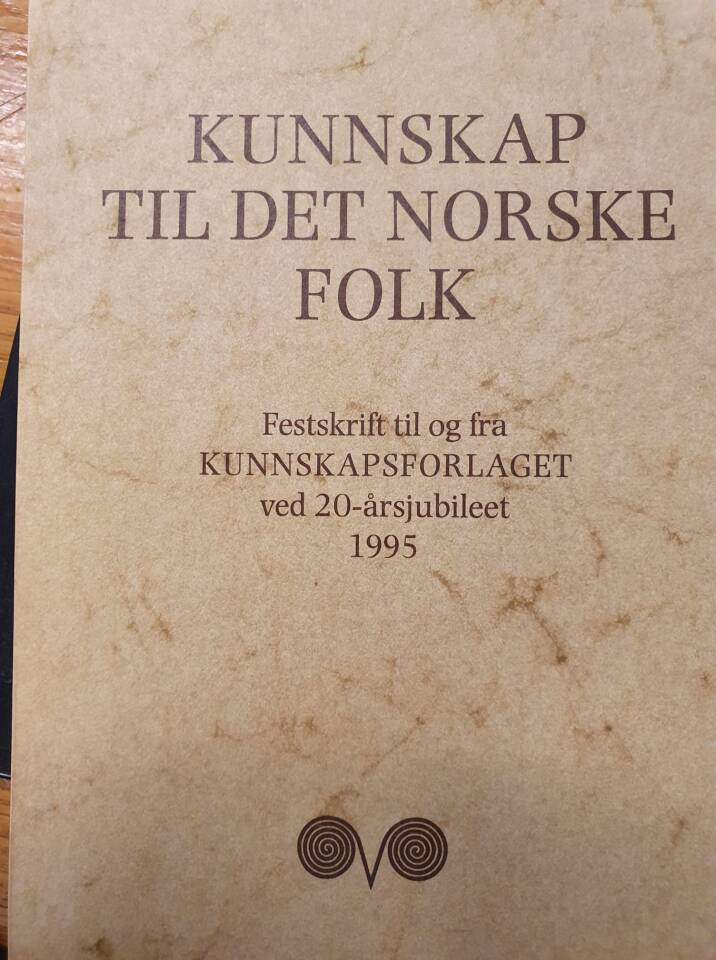 KUNNSKAP
TIL DET NORSKE
FOLK
Festskrift til og fra
KUNNSKAPSFORLAGET
ved 20-årsjubileet
1995